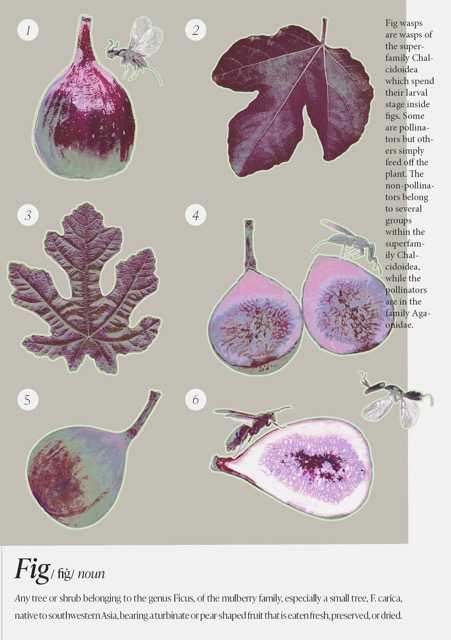 1
2
Fig wasps
are wasps of
the super-
family Chal-
cidoidea
which spend
their larval
stage inside
figs. Some
are pollina-
tors but oth-
ers simply
feed off the
plant. The
non-pollina-
tors belong
to several
groups
within the
superfam-
ily Chal-
cidoidea,
while the
pollinators
are in the
family Aga-
onidae.
3
4
5
6
Fig / fig̀/ noun
Any tree or shrub belonging to the genus Ficus, of the mulberry family, especially a small tree, F. carica,
native to southwestern Asia, bearing a turbinate or pear-shaped fruit that is eaten fresh, preserved, or dried.